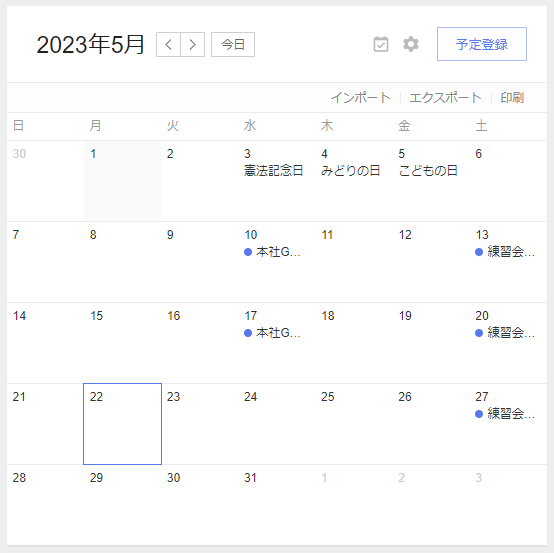 2023年5月 今日 予定登録
インポート エクスポート 印刷
日 月 火 水 木 金 土
30 1 2 3 4 5 6
憲法記念日 みどりの日 こどもの日
7 8 9 10 11 12 13
本社G... 練習会...
14 15 16 17 18 19 20
本社G... 練習会...
21 22 23 24 25 26 27
練習会...
28 29 30 31 1 2 3